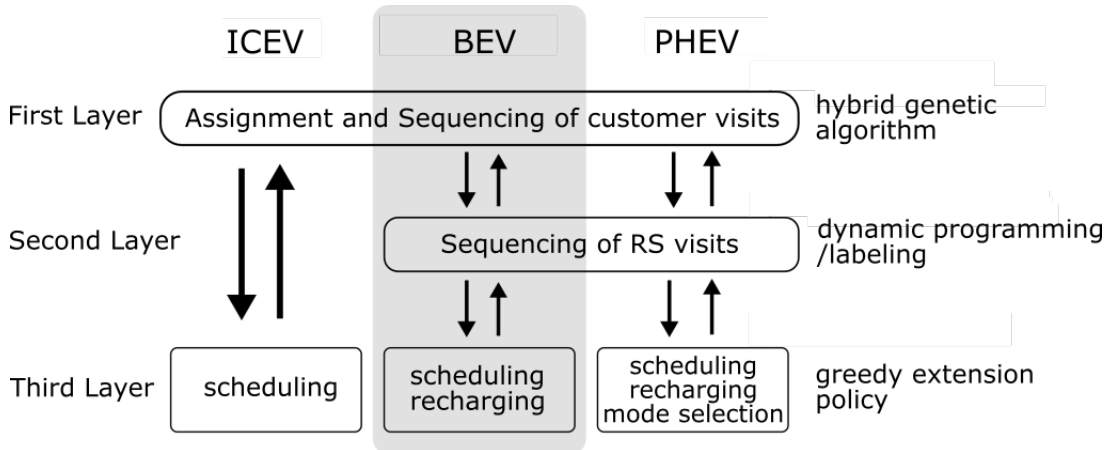 ICEV BEV PHEV
First Layer Assignment and Sequencing of customer visits hybrid genetic
algorithm
Second Layer Sequencing of RS visits dynamic programming
/labeling
Third Layer scheduling scheduling
recharging scheduling
recharging
mode selection greedy extension
policy